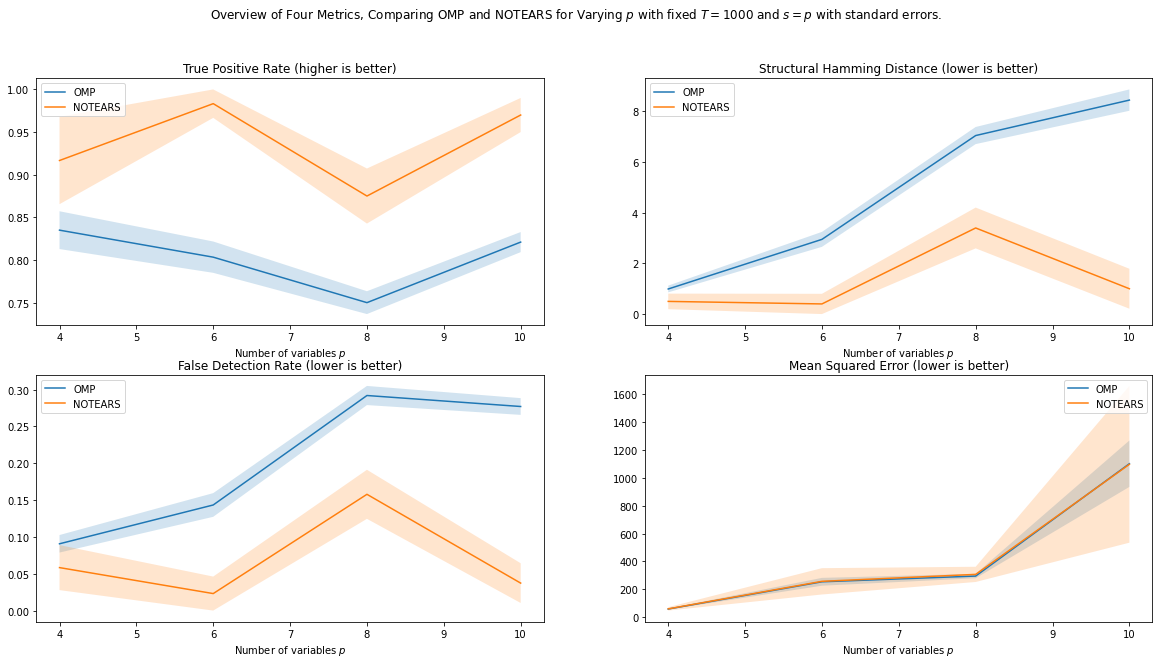 Overview of Four Metrics, Comparing OMP and NOTEARS for Varying p with fixed T = 1000 and s = p with standard errors.
True Positive Rate (higher is better)
OMP
NOTEARS
1.00
0.95
0.90
0.85
0.80
0.75
4 5 6 7 8 9 10
Number of variables p
Structural Hamming Distance (lower is better)
OMP
NOTEARS
8
6
4
2
0
4 5 6 7 8 9 10
Number of variables p
False Detection Rate (lower is better)
OMP
NOTEARS
0.30
0.25
0.20
0.15
0.10
0.05
0.00
4 5 6 7 8 9 10
Number of variables p
Mean Squared Error (lower is better)
OMP
NOTEARS
1600
1400
1200
1000
800
600
400
200
0
4 5 6 7 8 9 10
Number of variables p